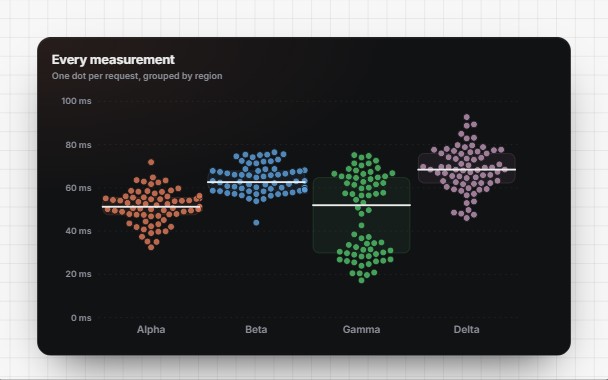 Every measurement
One dot per request, grouped by region
100 ms
80 ms
60 ms
40 ms
20 ms
0 ms
Alpha Beta Gamma Delta